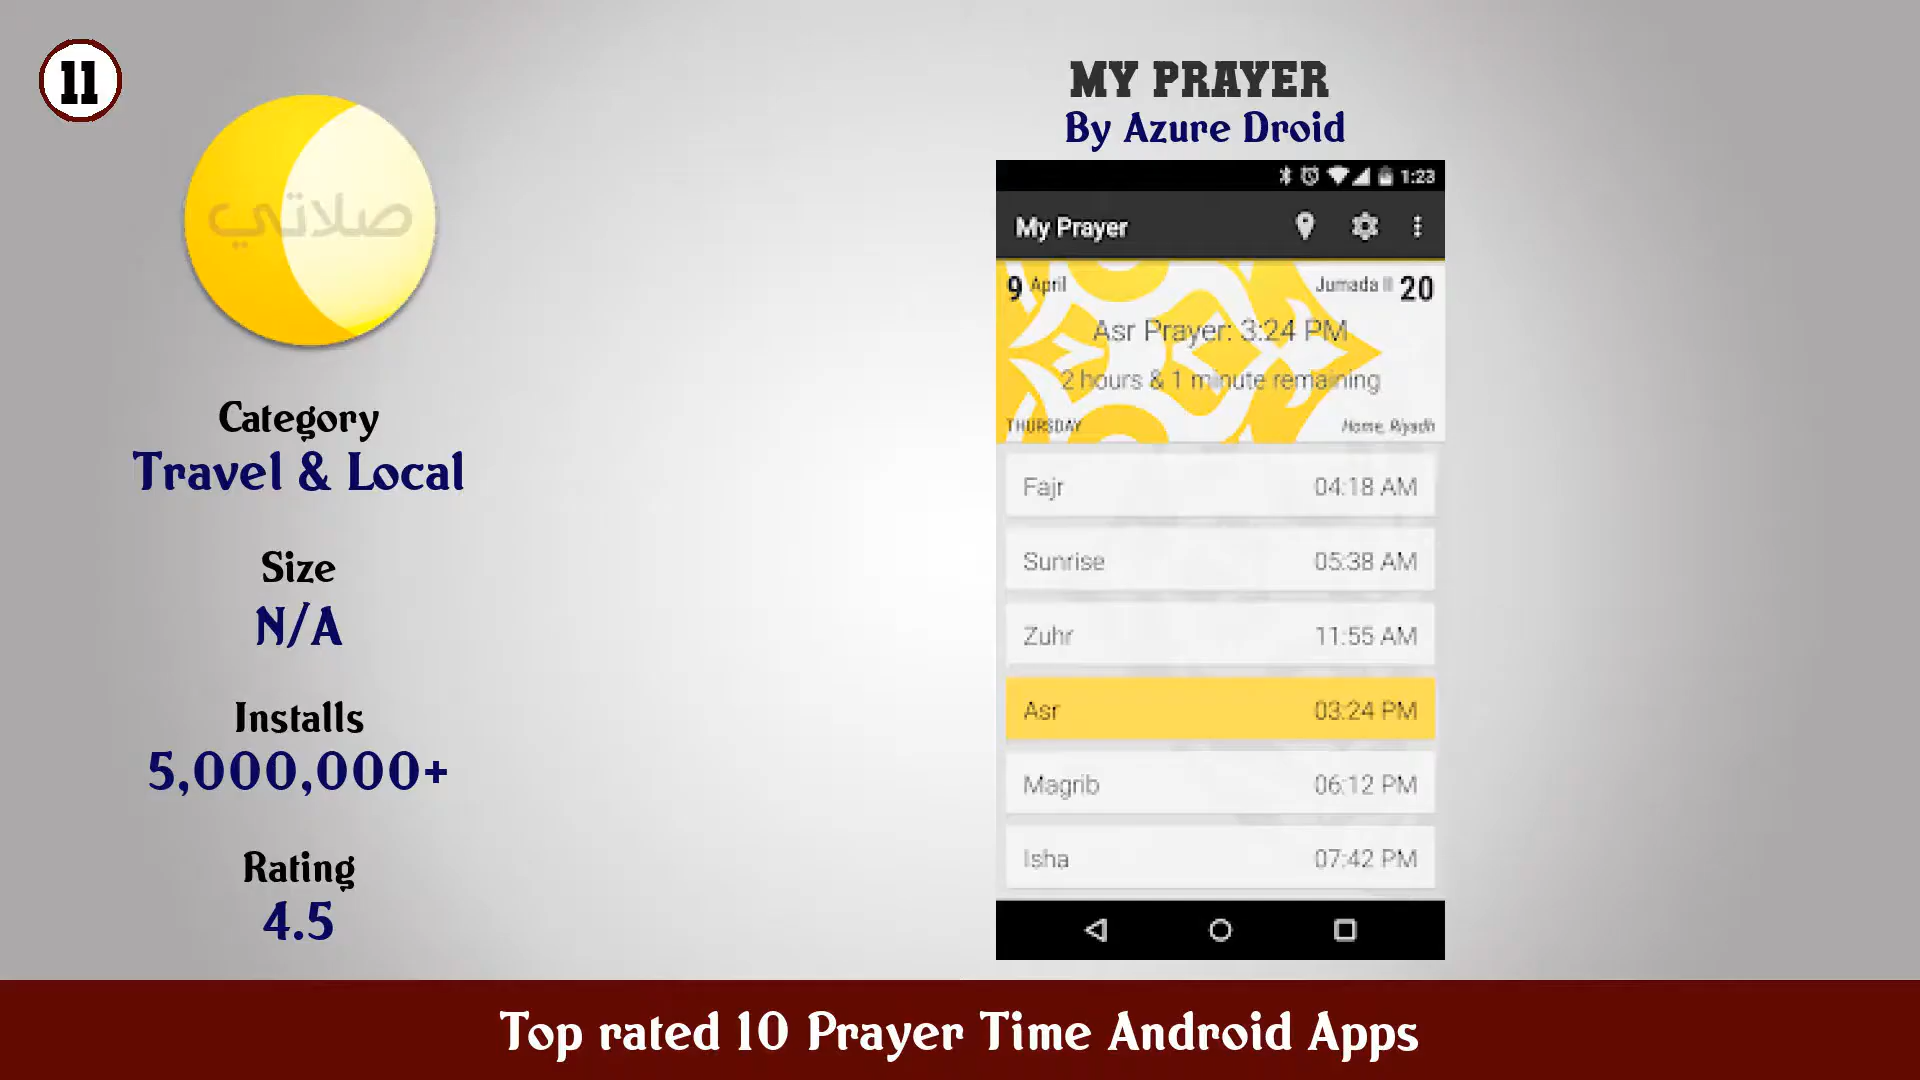 11
صلاتي
Category
Travel & Local
Size
N/A
Installs
5,000,000+
Rating
4.5
MY PRAYER
By Azure Droid
1:23
My Prayer
9 April
Jumada II 20
Asr Prayer: 3:24 PM
2 hours & 1 minute remaining
THURSDAY
Home, Riyadh
Fajr 04:18 AM
Sunrise 05:38 AM
Zuhr 11:55 AM
Asr 03:24 PM
Magrib 06:12 PM
Isha 07:42 PM
Top rated 10 Prayer Time Android Apps